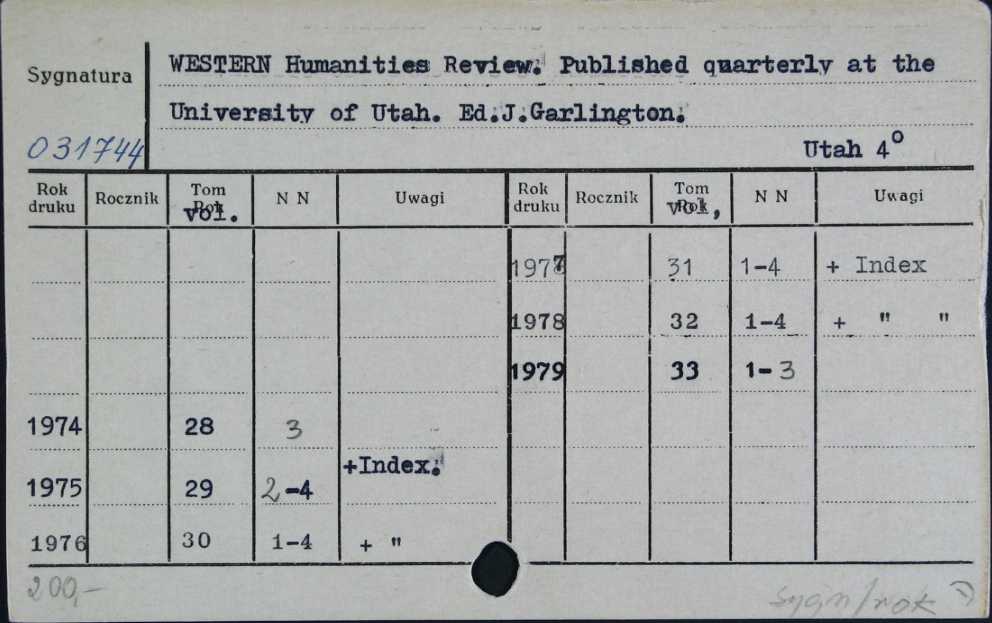 WESTERN Humanities Review. Published quarterly at the
Sygnatura
University of Utah. Ed.J.Garlington.
031744
Utah 4°
Rok druku Rocznik Tom Rok vol. N N Uwagi Rok druku Rocznik Tom Rok vol, N N Uwagi
1977 31 1-4 + Index
1978 32 1-4 + " "
1979 33 1-3
1974 28 3
+Index.
1975 29 2-4
1976 30 1-4 + "
200,-
sygn/rok